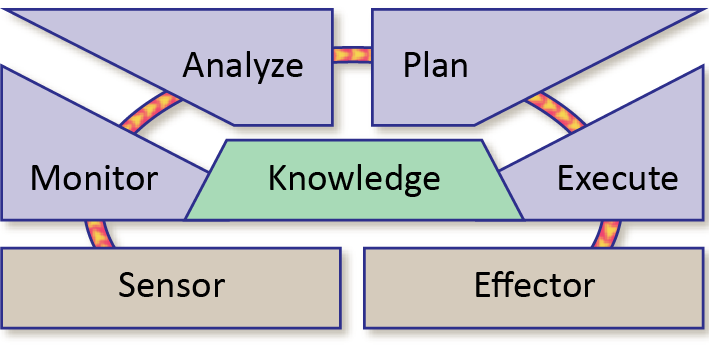 Analyze
Plan
Monitor
Knowledge
Execute
Sensor
Effector